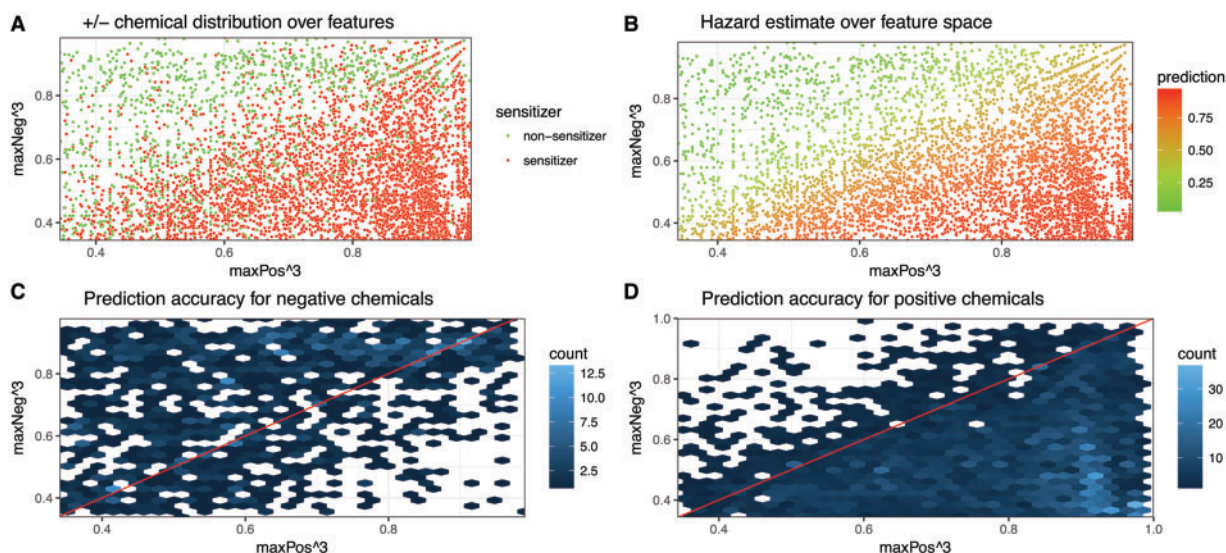 A +/− chemical distribution over features
0.8
0.6
0.4
maxNeg^3
0.4 0.6 0.8
maxPos^3
sensitizer
non−sensitizer
sensitizer
B Hazard estimate over feature space
0.8
0.6
0.4
maxNeg^3
0.4 0.6 0.8
maxPos^3
prediction
0.75
0.50
0.25
C Prediction accuracy for negative chemicals
0.8
0.6
0.4
maxNeg^3
0.4 0.6 0.8
maxPos^3
count
12.5
10.0
7.5
5.0
2.5
D Prediction accuracy for positive chemicals
1.0
0.8
0.6
0.4
maxNeg^3
0.4 0.6 0.8 1.0
maxPos^3
count
30
20
10